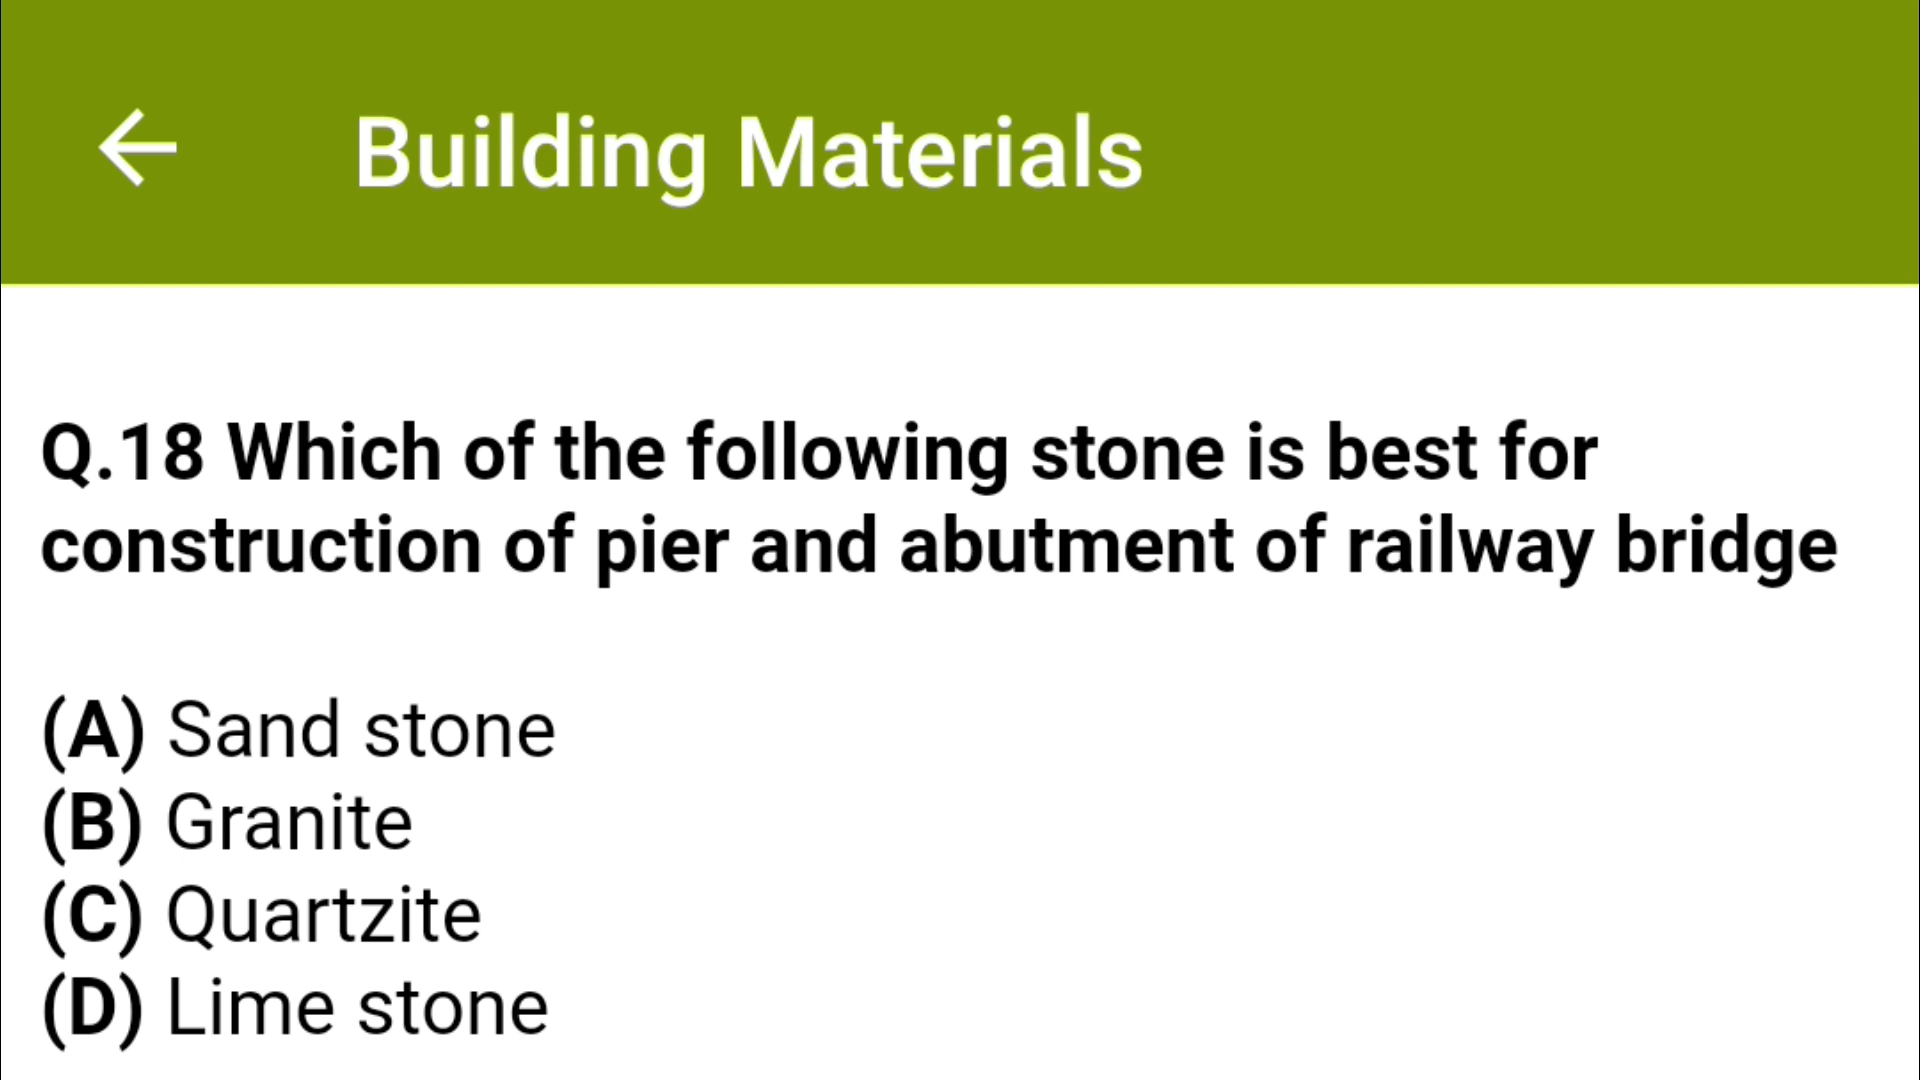 Building Materials
Q.18 Which of the following stone is best for
construction of pier and abutment of railway bridge
(A) Sand stone
(B) Granite
(C) Quartzite
(D) Lime stone